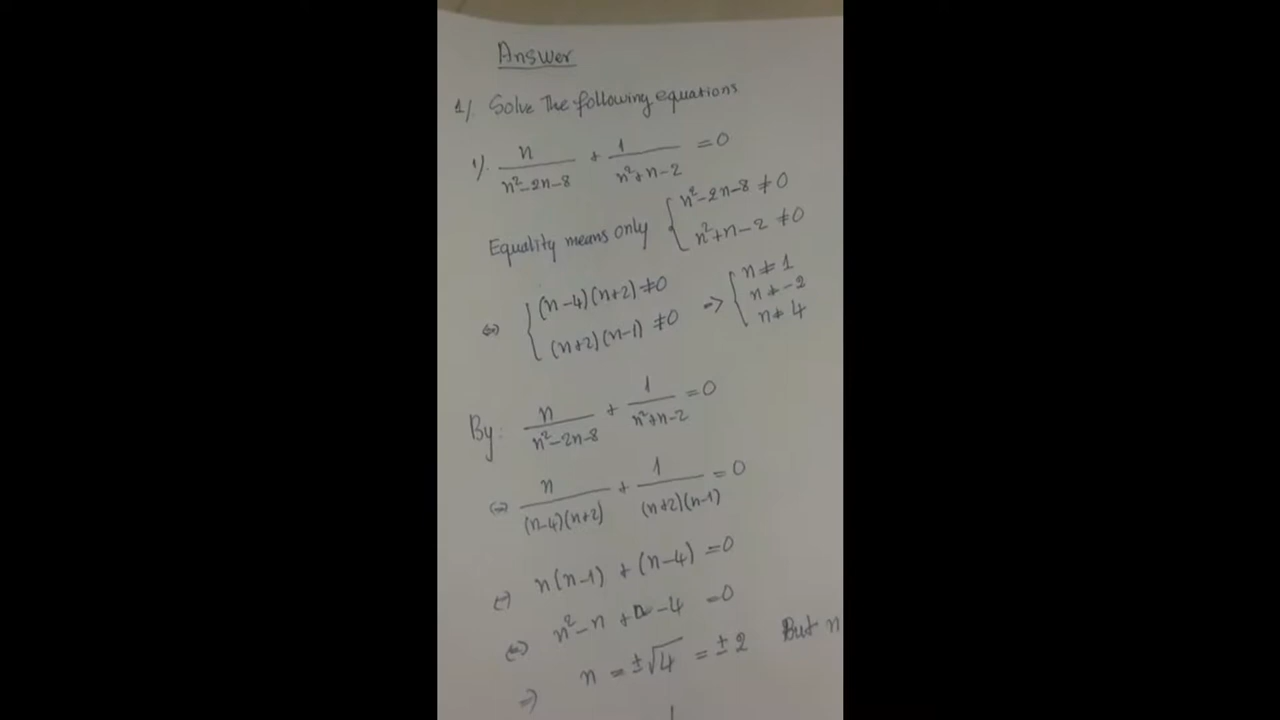 Answer
1/. Solve The following equations
1/. n/(n²-2n-8) + 1/(n²+n-2) = 0
Equality means only { n²-2n-8 ≠ 0
n²+n-2 ≠ 0
⇔ { (n-4)(n+2) ≠ 0
(n+2)(n-1) ≠ 0 => { n ≠ 1
n ≠ -2
n ≠ 4
By: n/(n²-2n-8) + 1/(n²+n-2) = 0
⇔ n/((n-4)(n+2)) + 1/((n+2)(n-1)) = 0
⇔ n(n-1) + (n-4) = 0
⇔ n²-n + n-4 = 0
=> n = ±√4 = ±2 But n